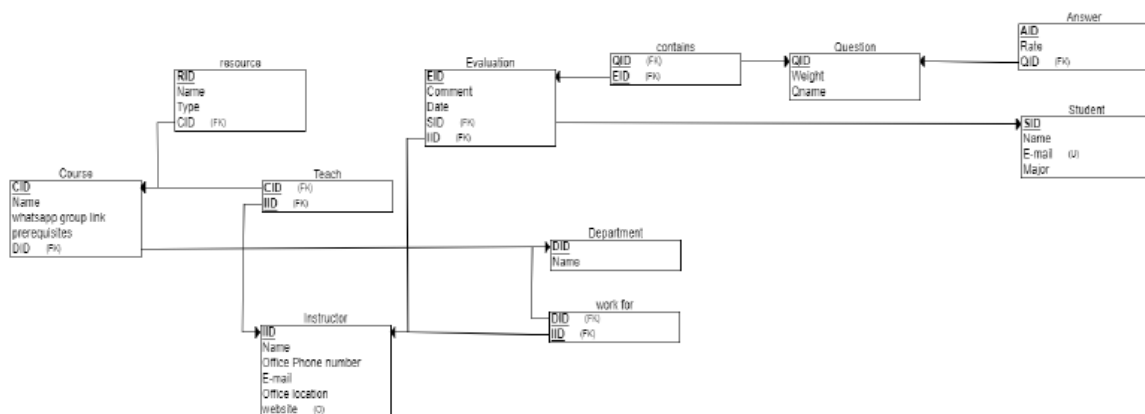 Answer
AID
Rate
QID (FK)
contains
QID (FK)
EID (FK)
Question
QID
Weight
Qname
resource
RID
Name
Type
CID (FK)
Evaluation
EID
Comment
Date
SID (FK)
IID (FK)
Student
SID
Name
E-mail (U)
Major
Course
CID
Name
whatsapp group link
prerequisites
DID (FK)
Teach
CID (FK)
IID (FK)
Department
DID
Name
work for
DID (FK)
IID (FK)
Instructor
IID
Name
Office Phone number
E-mail
Office location
website (O)